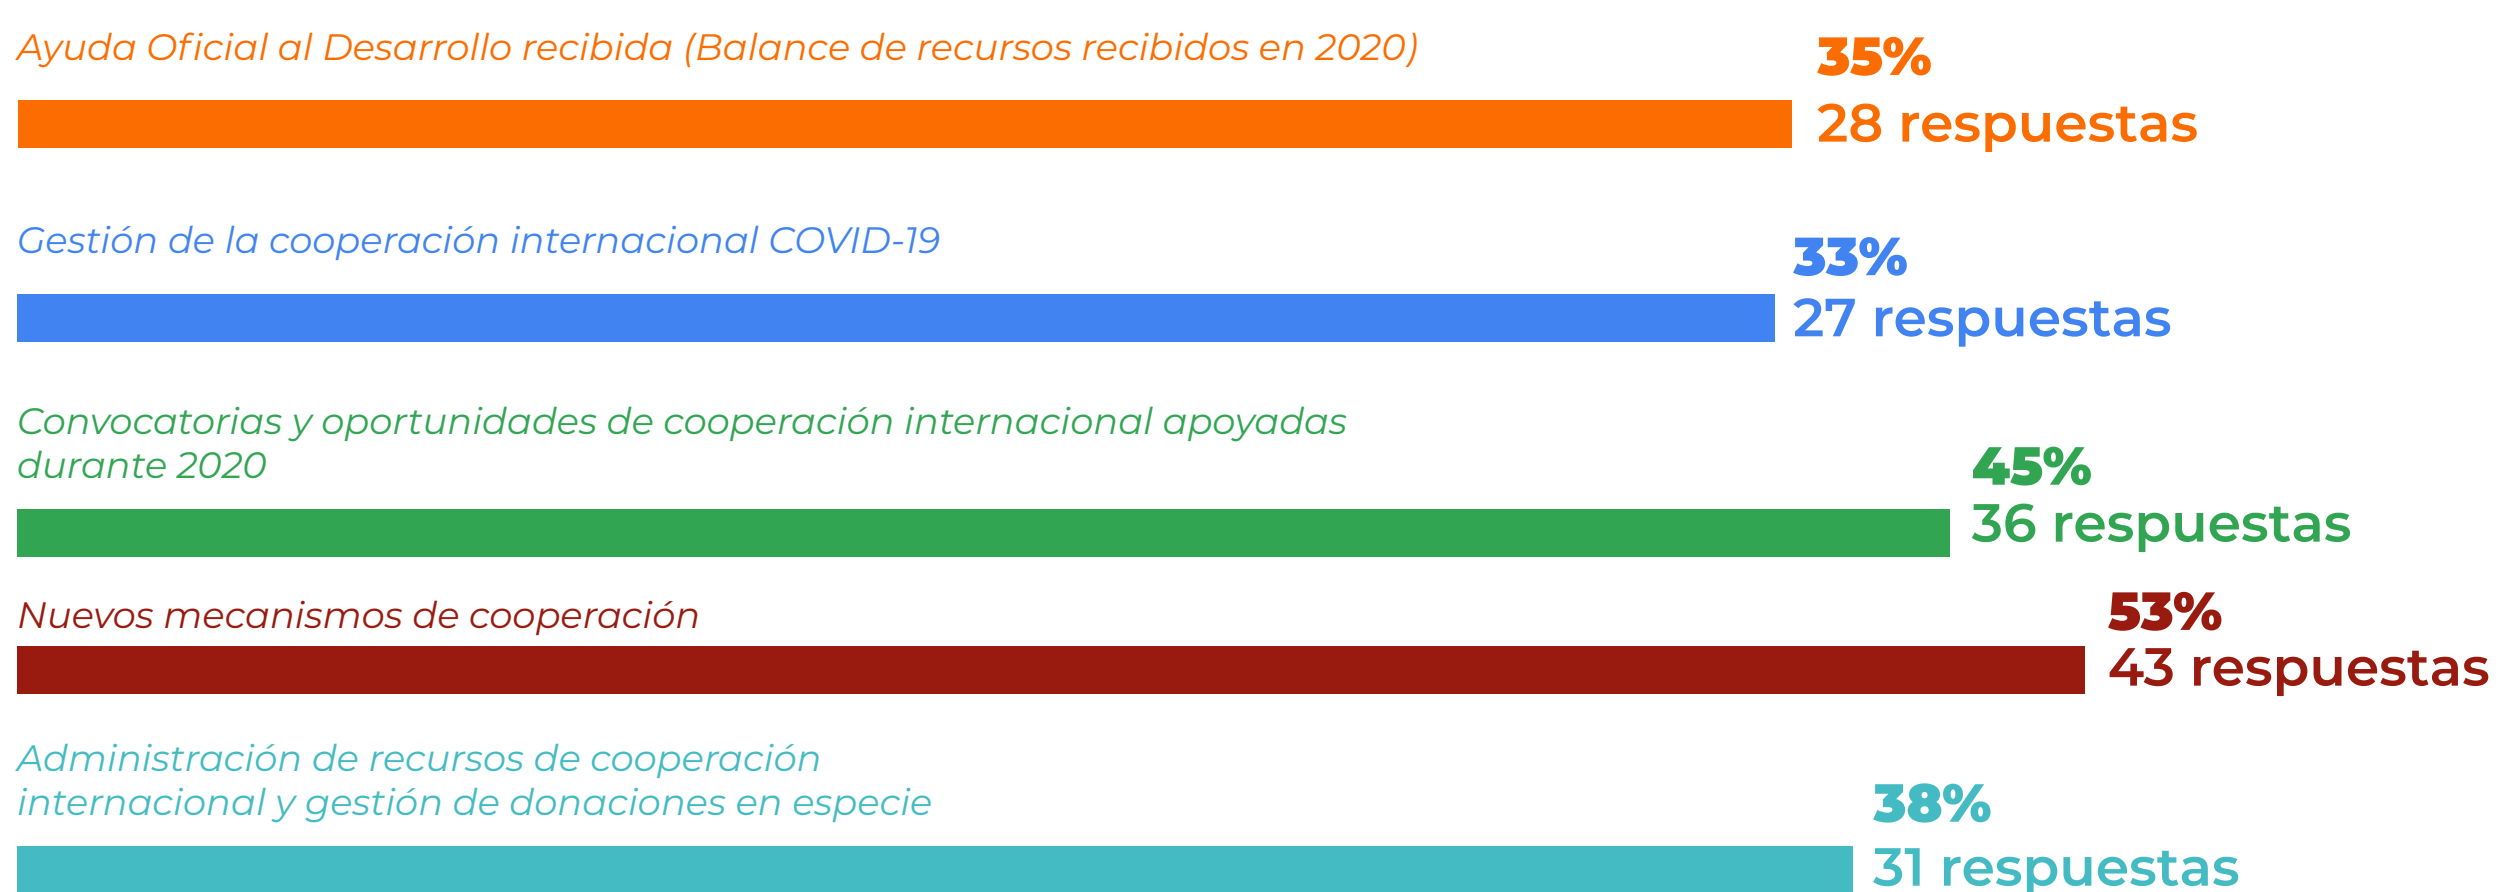 Ayuda Oficial al Desarrollo recibida (Balance de recursos recibidos en 2020)
35%
28 respuestas
Gestión de la cooperación internacional COVID-19
33%
27 respuestas
Convocatorias y oportunidades de cooperación internacional apoyadas
durante 2020
45%
36 respuestas
Nuevos mecanismos de cooperación
53%
43 respuestas
Administración de recursos de cooperación
internacional y gestión de donaciones en especie
38%
31 respuestas